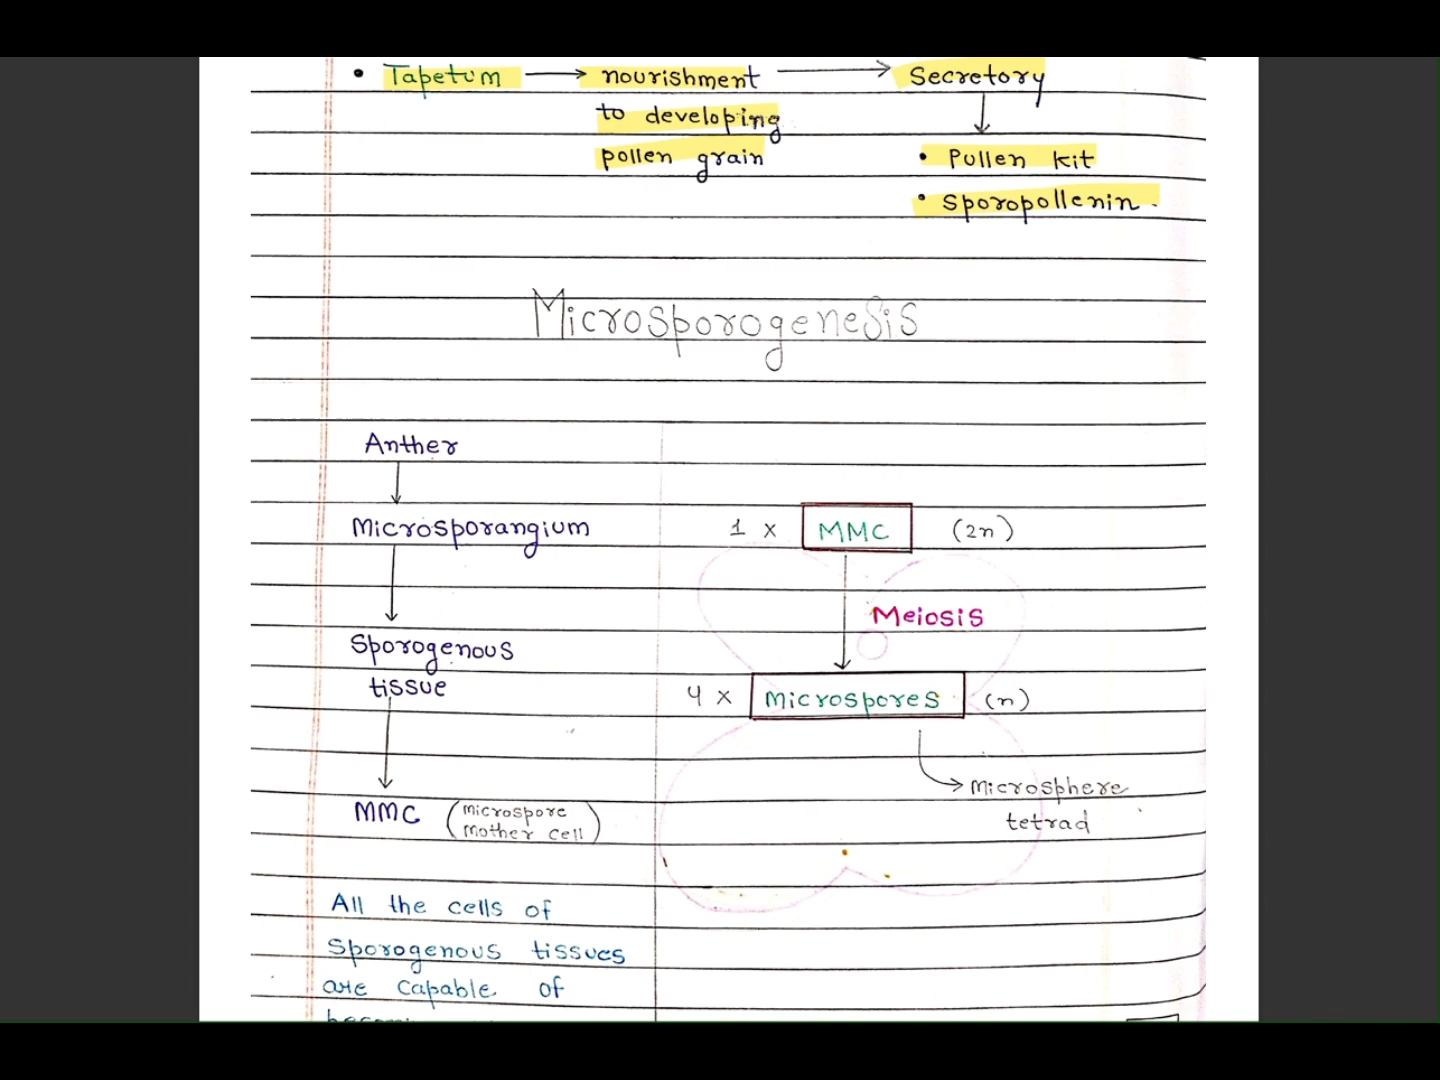 • Tapetum → nourishment → Secretory
to developing
pollen grain
↓
• Pullen kit
• Sporopollenin.
Microsporogenesis
Anther
↓
Microsporangium
↓
Sporogenous
tissue
↓
MMC (microspore
mother cell)
All the cells of
Sporogenous tissues
are capable of
1 x MMC (2n)
↓ Meiosis
4 x Microspores (n)
→ microsphere
tetrad